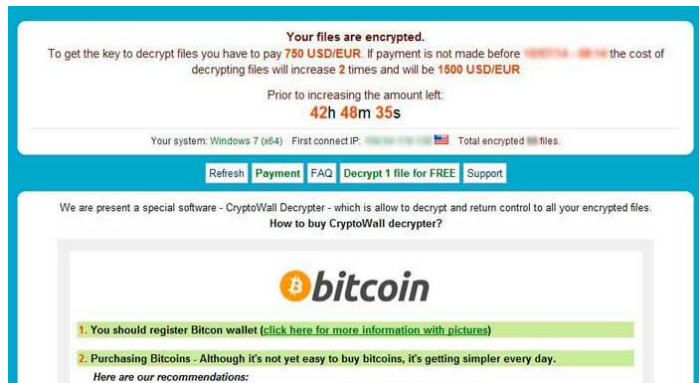 Your files are encrypted.
To get the key to decrypt files you have to pay 750 USD/EUR. If payment is not made before the cost of
decrypting files will increase 2 times and will be 1500 USD/EUR
Prior to increasing the amount left:
42h 48m 35s
Your system: Windows 7 (x64) First connect IP: Total encrypted files.
Refresh Payment FAQ Decrypt 1 file for FREE Support
We are present a special software - CryptoWall Decrypter - which is allow to decrypt and return control to all your encrypted files.
How to buy CryptoWall decrypter?
bitcoin
1. You should register Bitcon wallet (click here for more information with pictures)
2. Purchasing Bitcoins - Although it's not yet easy to buy bitcoins, it's getting simpler every day.
Here are our recommendations: